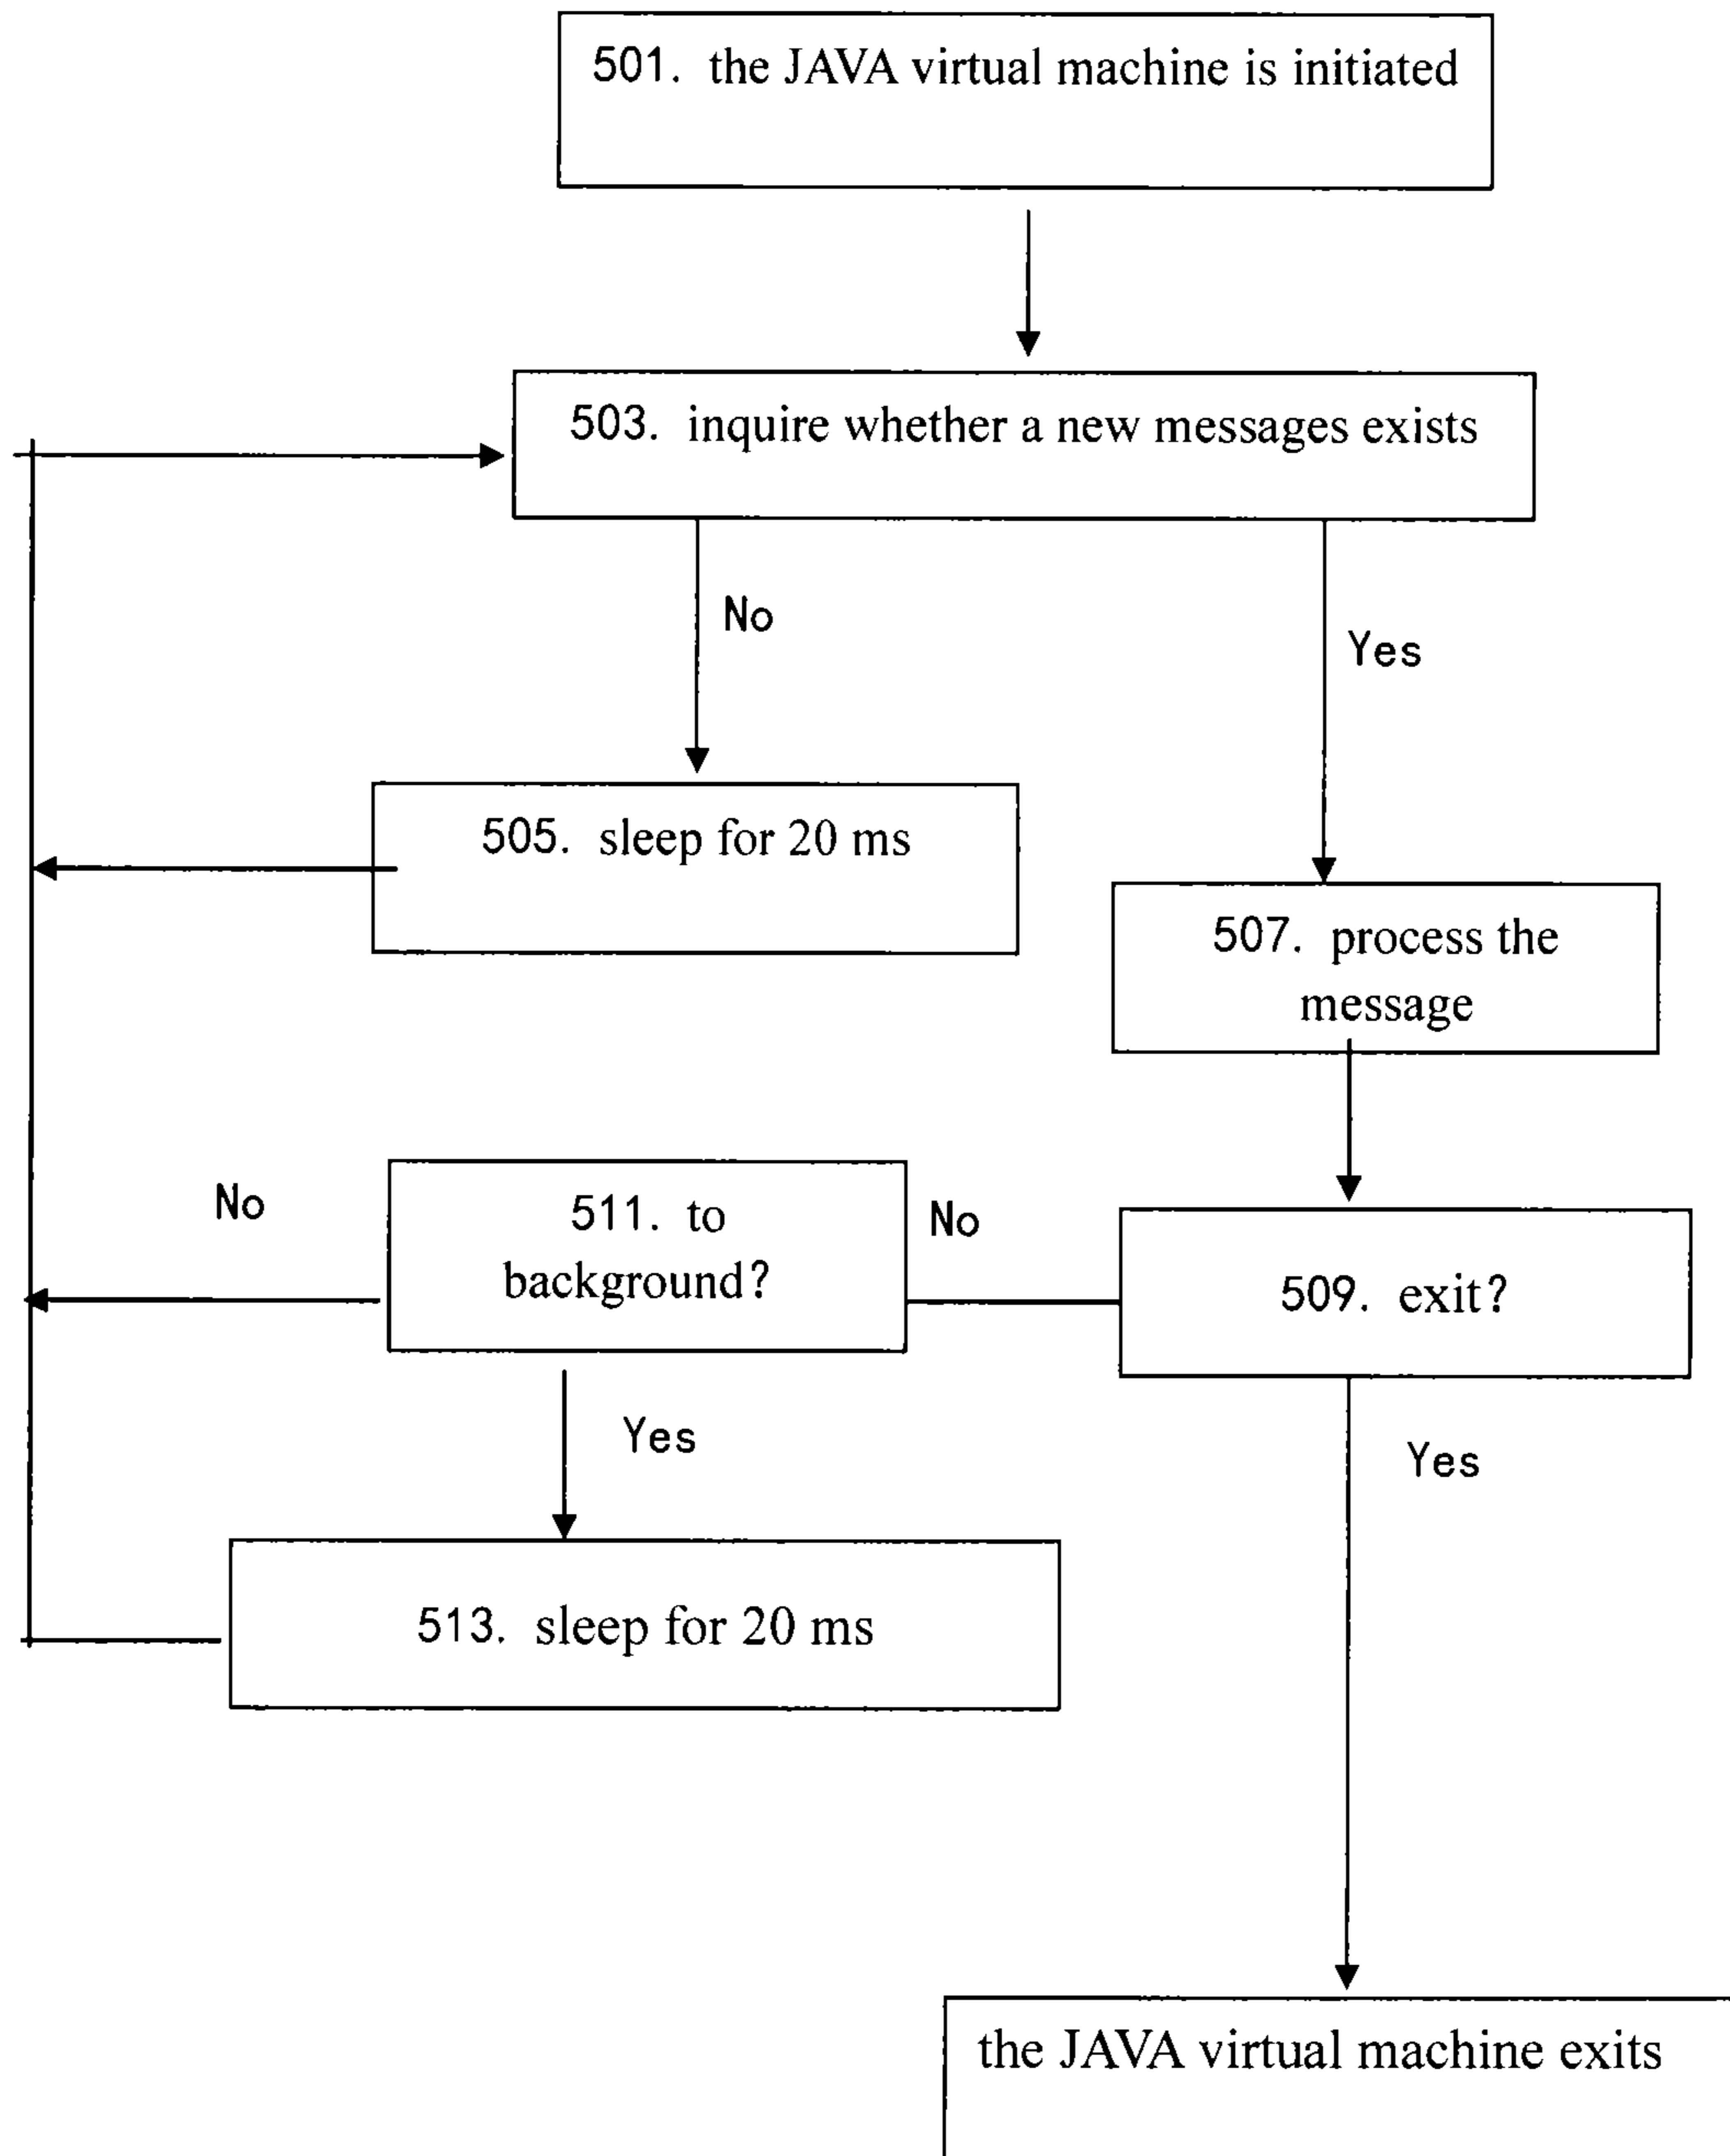 501. the JAVA virtual machine is initiated
503. inquire whether a new messages exists
No
Yes
505. sleep for 20 ms
507. process the
message
No
511. to
background?
No
509. exit?
Yes
Yes
513. sleep for 20 ms
the JAVA virtual machine exits